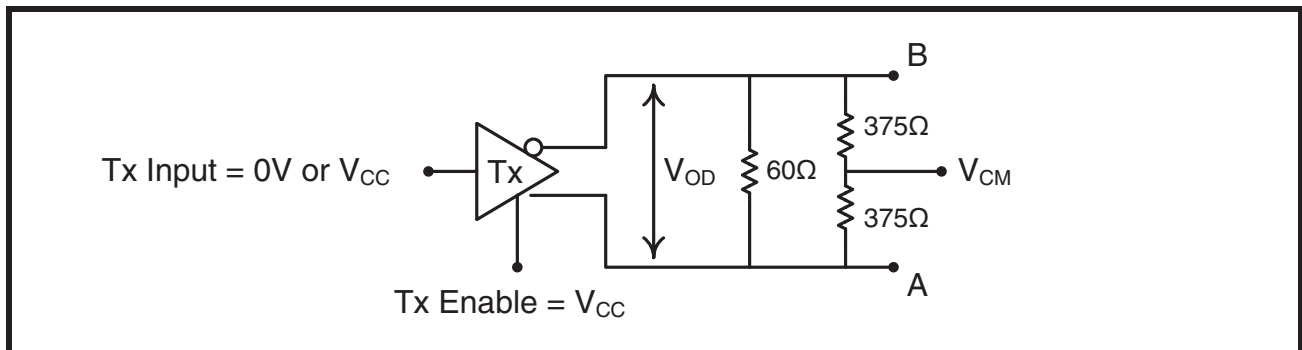 B
375Ω
Tx Input = 0V or VCC
Tx
VOD
60Ω
VCM
375Ω
A
Tx Enable = VCC